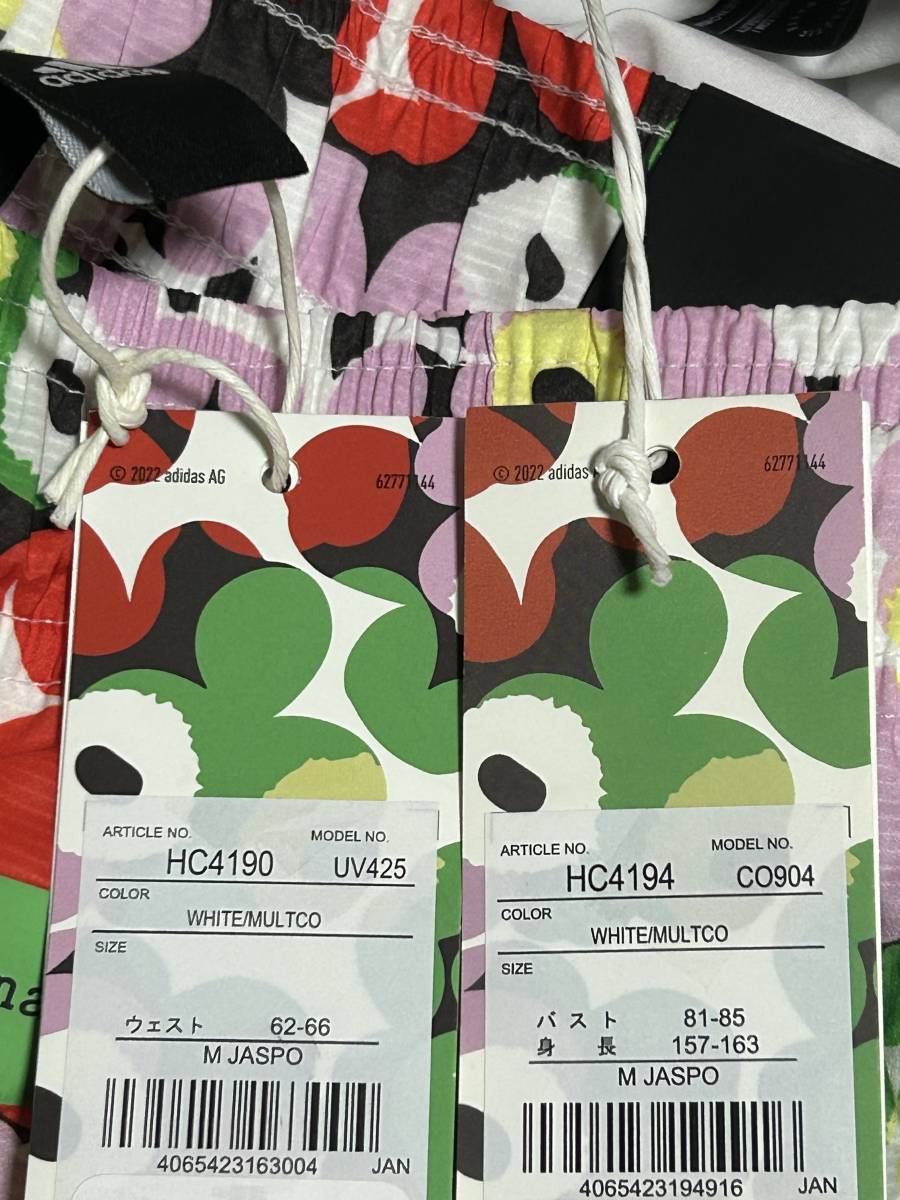 adidas
na
© 2022 adidas AG 62771144
ARTICLE NO. MODEL NO.
HC4190 UV425
COLOR
WHITE/MULTCO
SIZE
ウェスト 62-66
M JASPO
4065423163004 JAN
© 2022 adidas
62771144
ARTICLE NO. MODEL NO.
HC4194 CO904
COLOR
WHITE/MULTCO
SIZE
バスト 81-85
身長 157-163
M JASPO
4065423194916 JAN